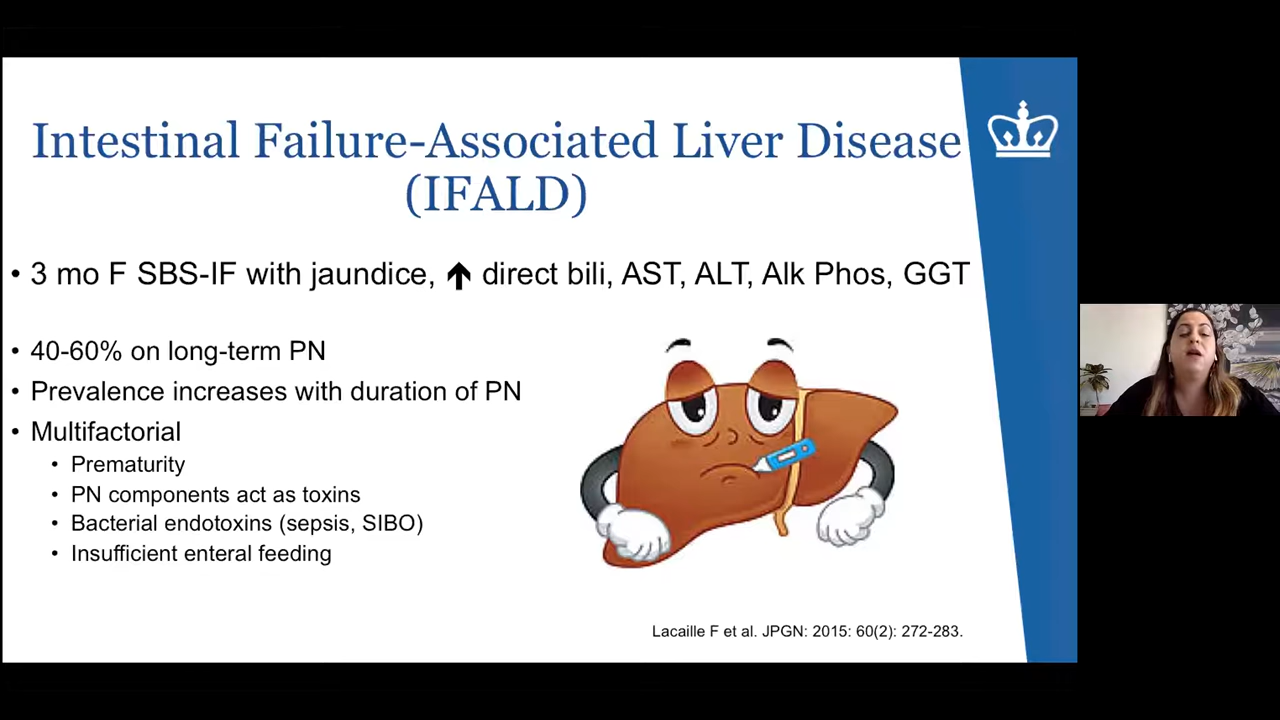 Intestinal Failure-Associated Liver Disease
(IFALD)
• 3 mo F SBS-IF with jaundice, ↑ direct bili, AST, ALT, Alk Phos, GGT
• 40-60% on long-term PN
• Prevalence increases with duration of PN
• Multifactorial
• Prematurity
• PN components act as toxins
• Bacterial endotoxins (sepsis, SIBO)
• Insufficient enteral feeding
Lacaille F et al. JPGN: 2015: 60(2): 272-283.